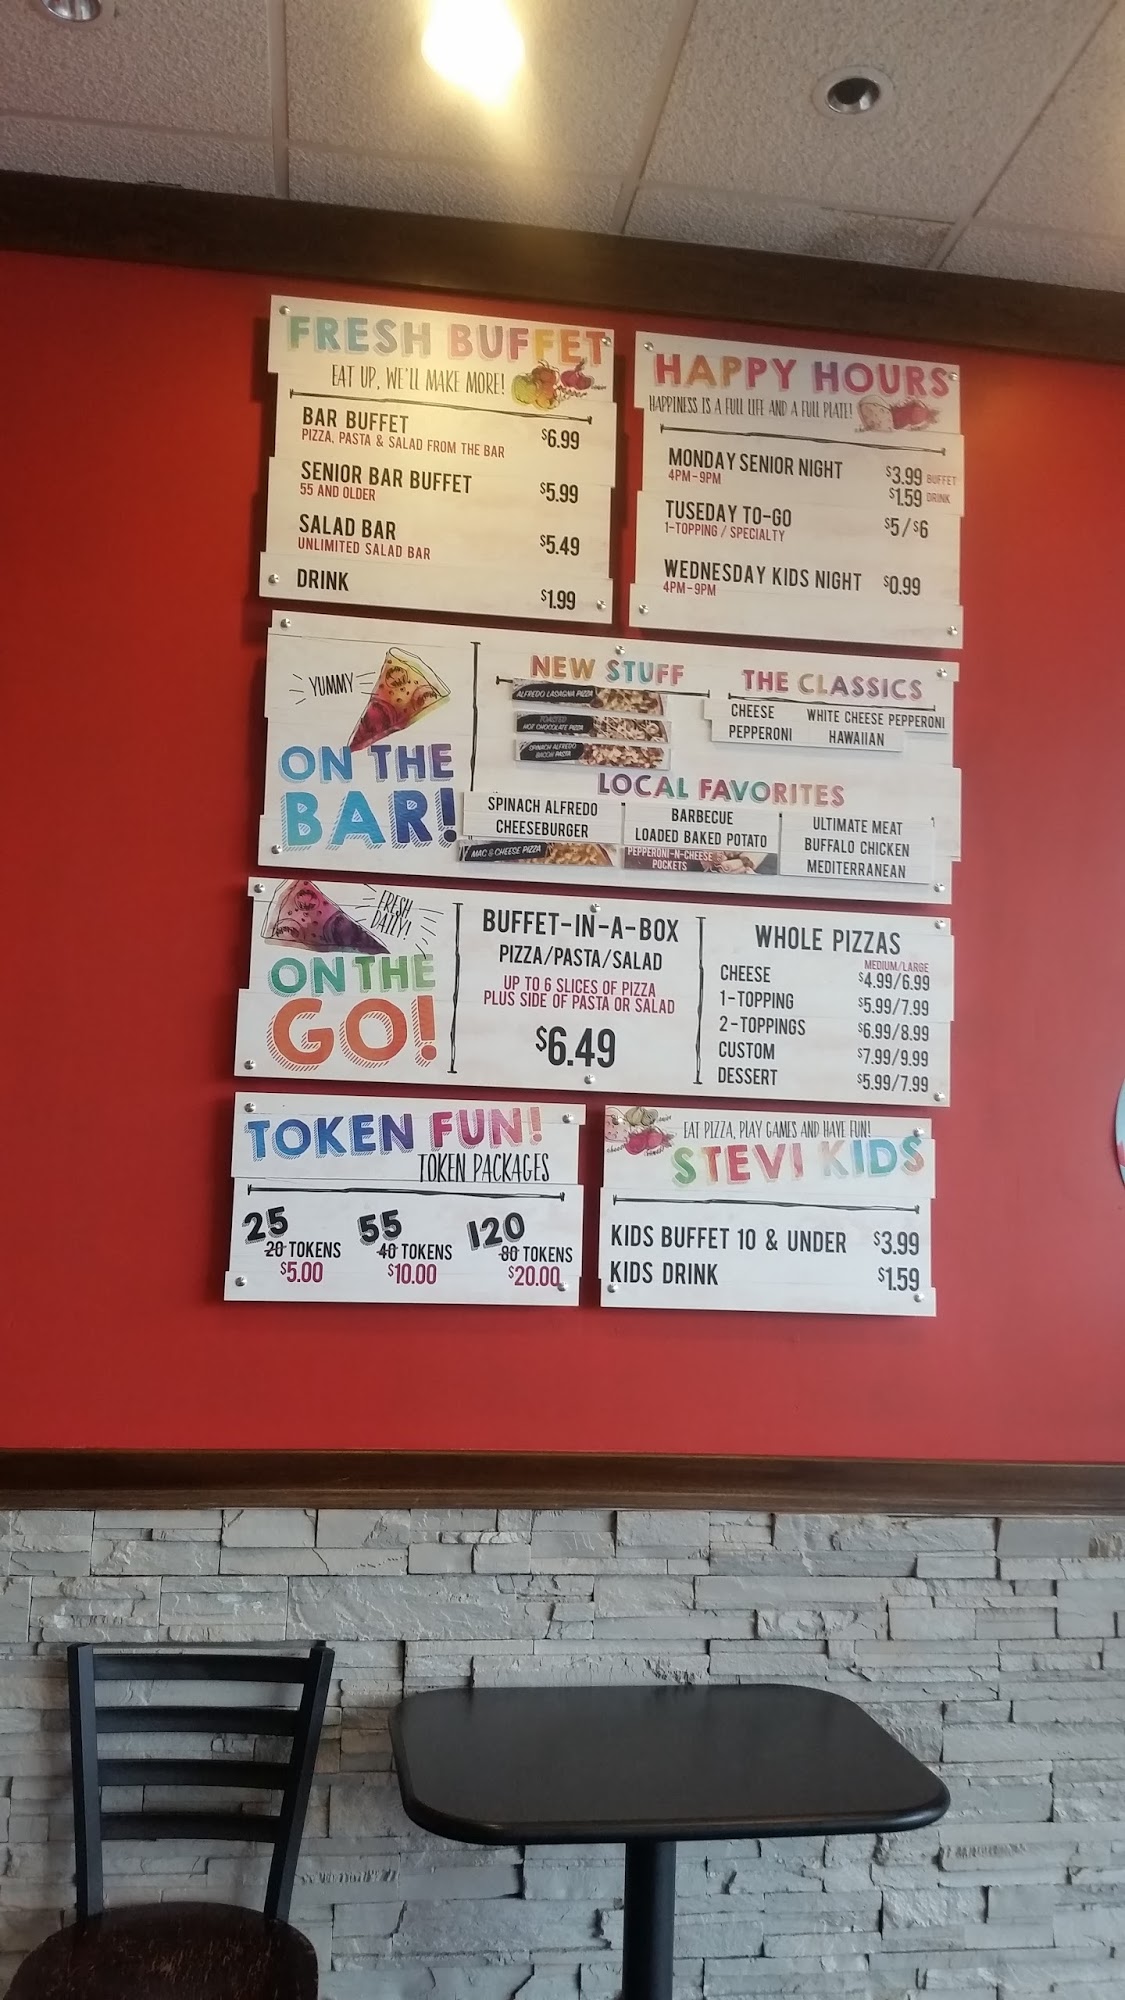 FRESH BUFFET
EAT UP, WE'LL MAKE MORE!
BAR BUFFET $6.99
PIZZA, PASTA & SALAD FROM THE BAR
SENIOR BAR BUFFET $5.99
55 AND OLDER
SALAD BAR $5.49
UNLIMITED SALAD BAR
DRINK $1.99
HAPPY HOURS
HAPPINESS IS A FULL LIFE AND A FULL PLATE!
MONDAY SENIOR NIGHT $3.99 BUFFET
4PM-9PM $1.59 DRINK
TUSEDAY TO-GO $5/$6
1-TOPPING / SPECIALTY
WEDNESDAY KIDS NIGHT $0.99
4PM-9PM
YUMMY
ON THE
BAR!
NEW STUFF
ALFREDO LASAGNA PIZZA
TOASTED
HOT CHOCOLATE PIZZA
SPINACH ALFREDO
BACON PASTA
THE CLASSICS
CHEESE WHITE CHEESE PEPPERONI
PEPPERONI HAWAIIAN
LOCAL FAVORITES
SPINACH ALFREDO
CHEESEBURGER
MAC & CHEESE PIZZA
BARBECUE
LOADED BAKED POTATO
PEPPERONI-N-CHEESE
POCKETS
ULTIMATE MEAT
BUFFALO CHICKEN
MEDITERRANEAN
FRESH
DAILY!
ON THE
GO!
BUFFET-IN-A-BOX
PIZZA/PASTA/SALAD
UP TO 6 SLICES OF PIZZA
PLUS SIDE OF PASTA OR SALAD
$6.49
WHOLE PIZZAS
MEDIUM/LARGE
CHEESE $4.99/6.99
1-TOPPING $5.99/7.99
2-TOPPINGS $6.99/8.99
CUSTOM $7.99/9.99
DESSERT $5.99/7.99
TOKEN FUN!
TOKEN PACKAGES
25 55 120
20 TOKENS 40 TOKENS 80 TOKENS
$5.00 $10.00 $20.00
EAT PIZZA, PLAY GAMES AND HAVE FUN!
STEVI KIDS
KIDS BUFFET 10 & UNDER $3.99
KIDS DRINK $1.59